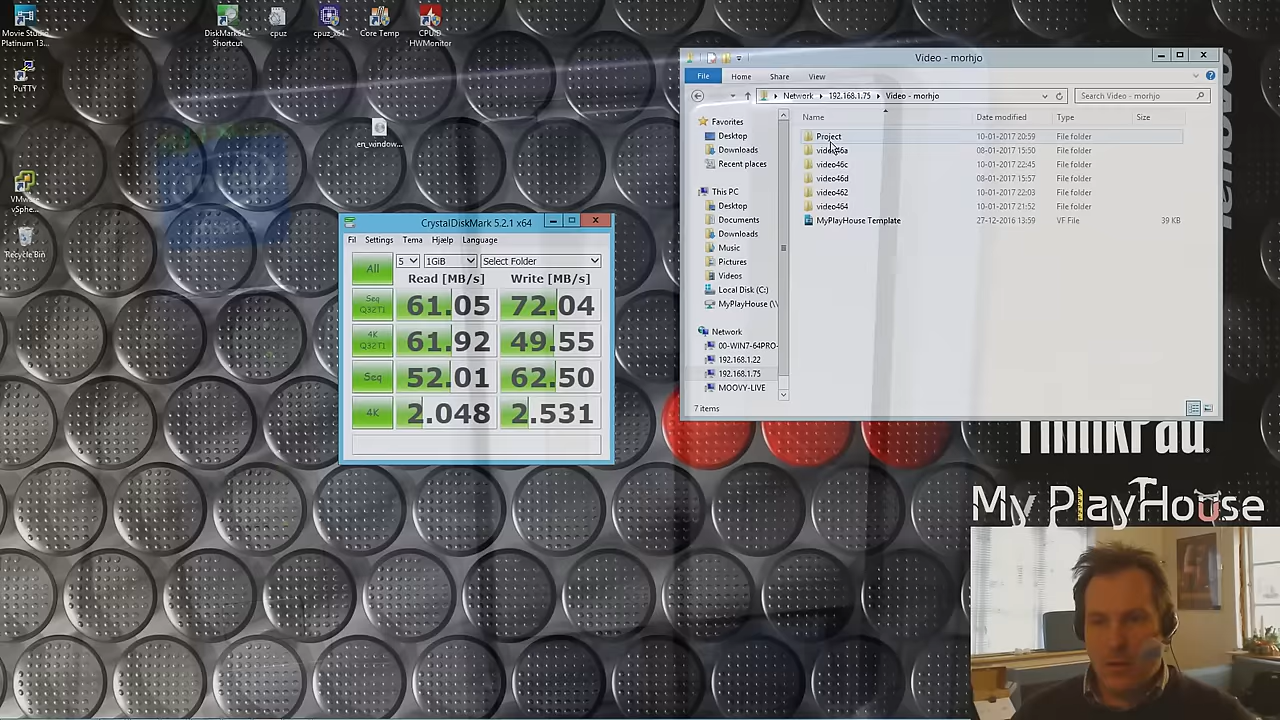 Movie Studio
Platinum 13...
DiskMark64 -
Shortcut
cpuz
cpuz_x64
Core Temp
CPUID
HWMonitor
PuTTY
en_window...
VMware
vSphe...
Recycle Bin
CrystalDiskMark 5.2.1 x64
Fil Settings Tema Hjælp Language
All 5 1GiB Select Folder
Read [MB/s] Write [MB/s]
Seq
Q32T1 61.05 72.04
4K
Q32T1 61.92 49.55
Seq 52.01 62.50
4K 2.048 2.531
Video - morhjo
File Home Share View
Network 192.168.1.75 Video - morhjo Search Video - morhjo
Name Date modified Type Size
Favorites
Desktop
Downloads
Recent places
This PC
Desktop
Documents
Downloads
Music
Pictures
Videos
Local Disk (C:)
MyPlayHouse (\\
Network
00-WIN7-64PRO-
192.168.1.22
192.168.1.75
MOOVY-LIVE
Project 10-01-2017 20:59 File folder
video46a 08-01-2017 15:50 File folder
video46c 10-01-2017 22:45 File folder
video46d 08-01-2017 15:57 File folder
video462 10-01-2017 22:03 File folder
video464 10-01-2017 21:52 File folder
MyPlayHouse Template 27-12-2016 13:59 VF File 39 KB
7 items
ThinkPad
My PlayHouse